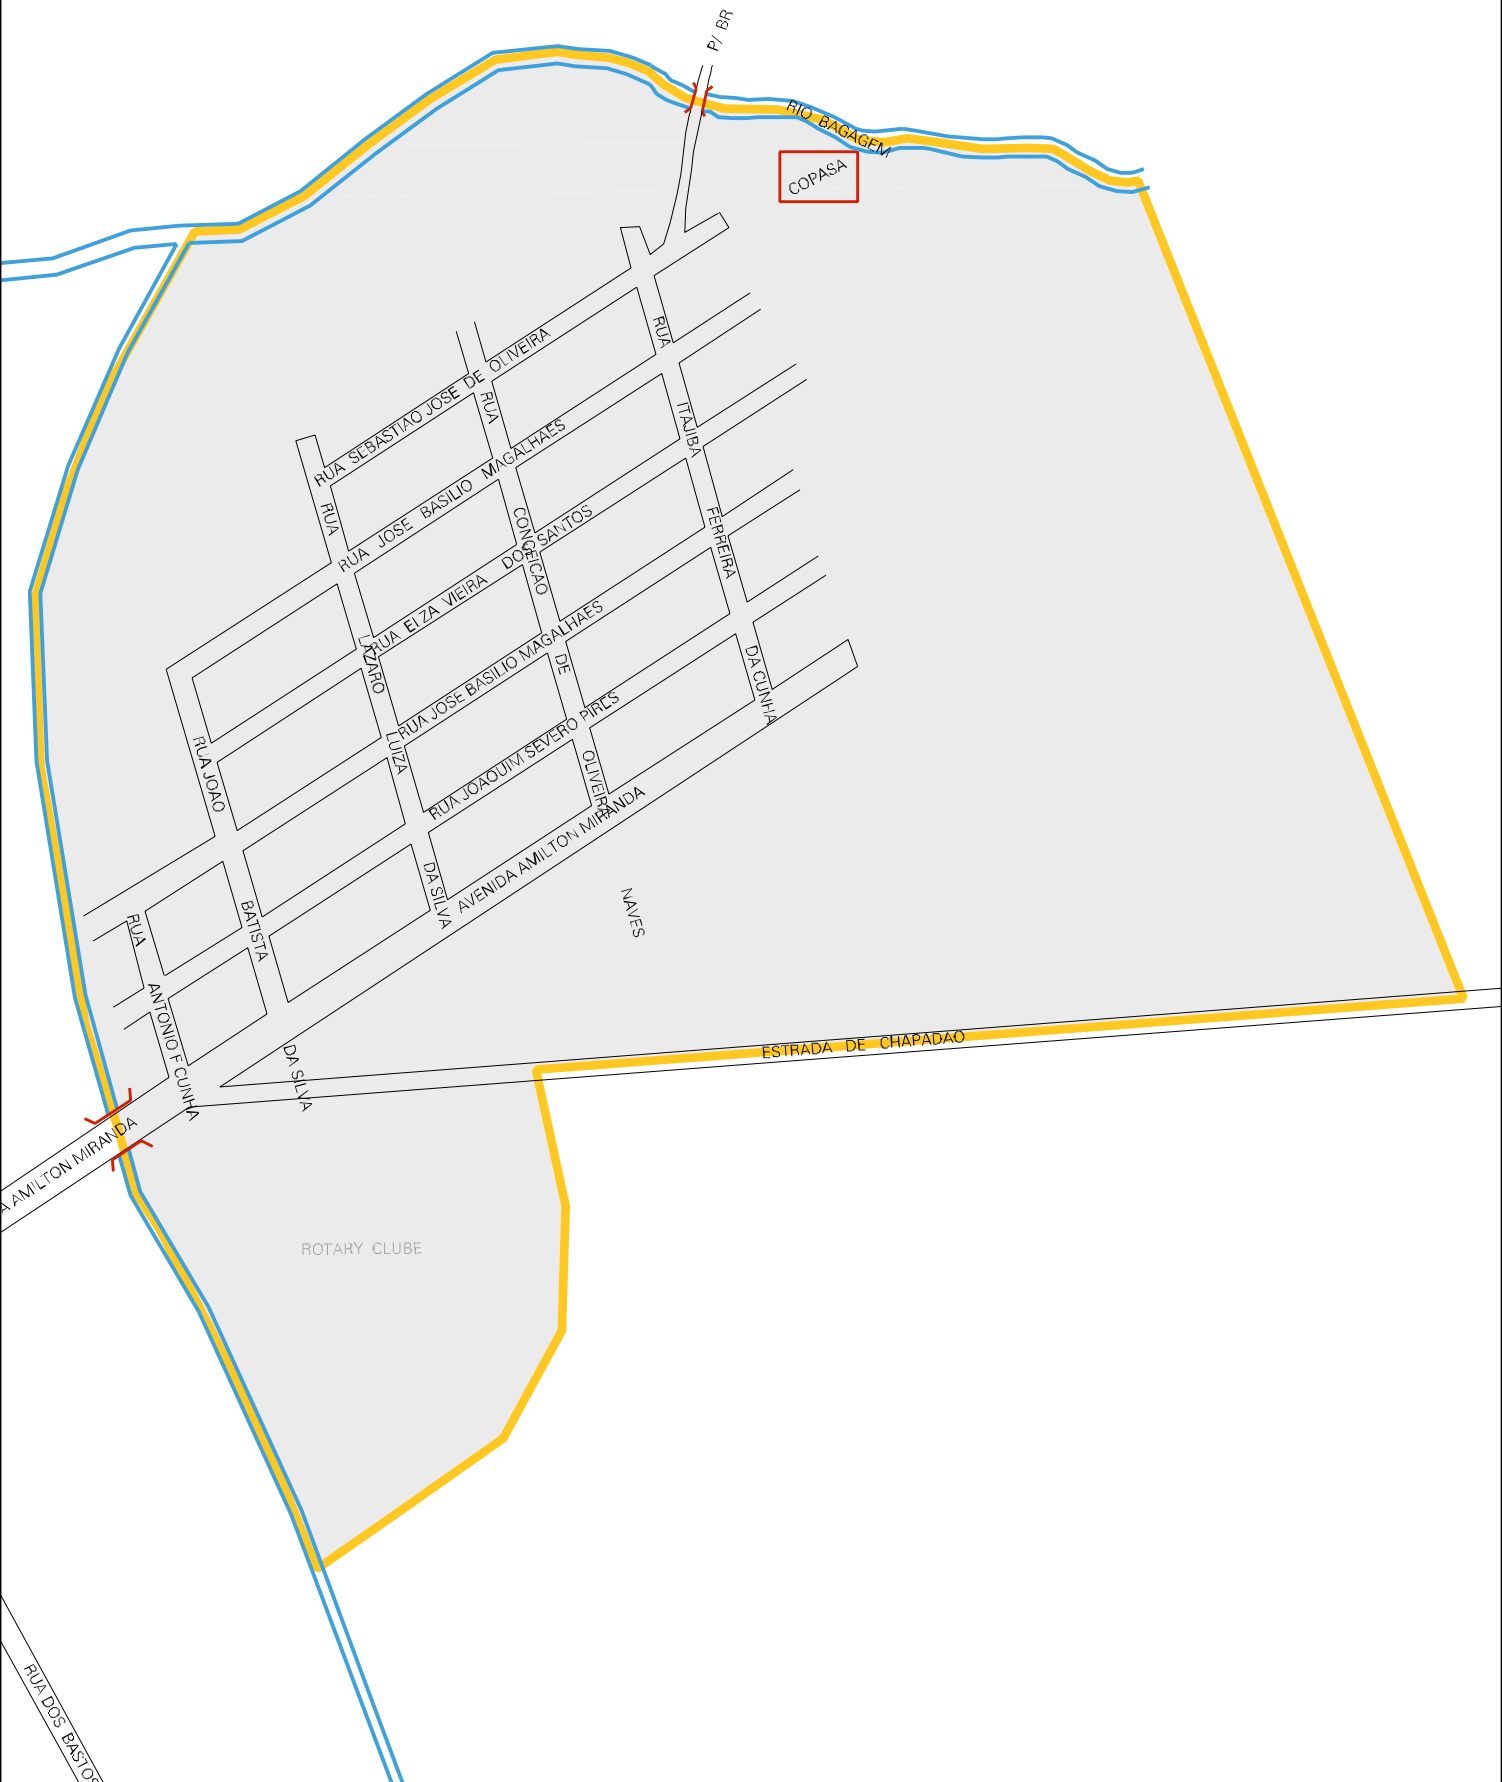 P/ BR
RIO BAGAGEM
COPASA
RUA SEBASTIAO JOSE DE OLIVEIRA
RUA JOSE BASILIO MAGALHAES
RUA ELZA VIEIRA DOS SANTOS
RUA JOSE BASILIO MAGALHAES
RUA JOAQUIM SEVERO PIRES
AVENIDA AMILTON MIRANDA
RUA ITAJIBA FERREIRA DA CUNHA
RUA CONCEICAO DE OLIVEIRA
NAVES
RUA LAZARO LUIZA DA SILVA
RUA JOAO BATISTA DA SILVA
RUA ANTONIO F CUNHA
ESTRADA DE CHAPADAO
A AMILTON MIRANDA
ROTARY CLUBE
RUA DOS BASTOS